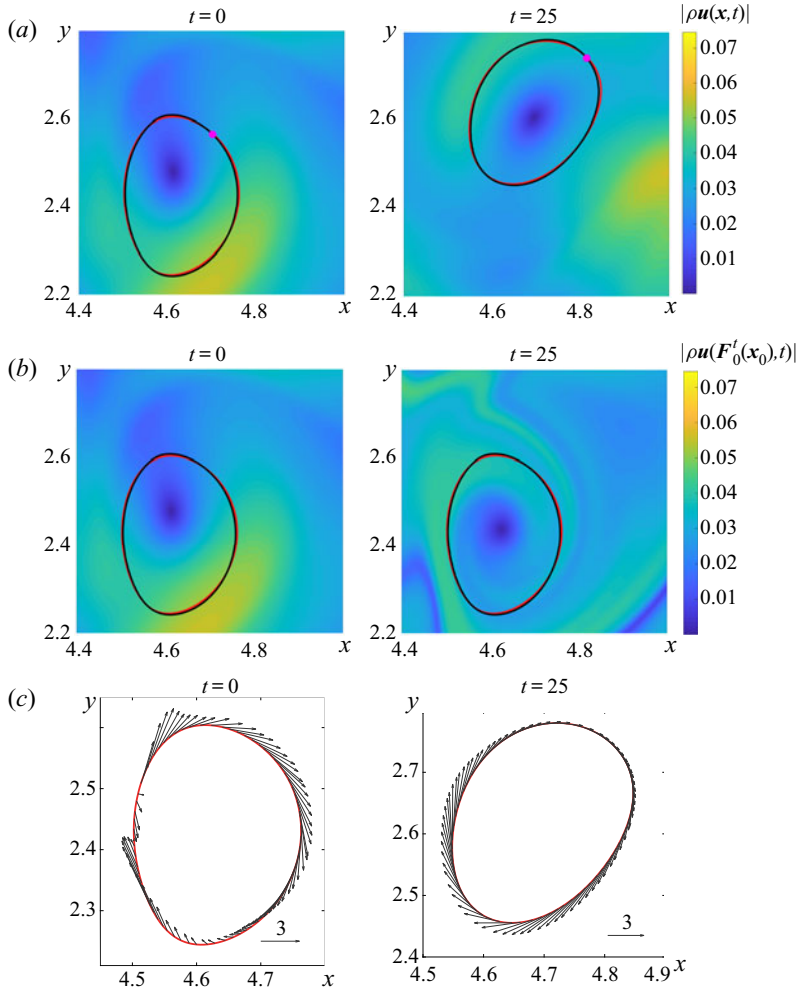 (a) y t = 0 y t = 25 |ρu(x,t)|
2.6 2.6 0.07
0.06
0.05
2.4 2.4 0.04
0.03
0.02
0.01
2.2 2.2
4.4 4.6 4.8 x 4.4 4.6 4.8 x
(b) y t = 0 y t = 25 |ρu(F₀ᵗ(x₀),t)|
2.6 2.6 0.07
0.06
0.05
2.4 2.4 0.04
0.03
0.02
0.01
2.2 2.2
4.4 4.6 4.8 x 4.4 4.6 4.8 x
(c) y t = 0 y t = 25
2.7
2.5
2.4 2.6
2.3 2.5
3 3
2.4
4.5 4.6 4.7 x 4.5 4.6 4.7 4.8 4.9 x